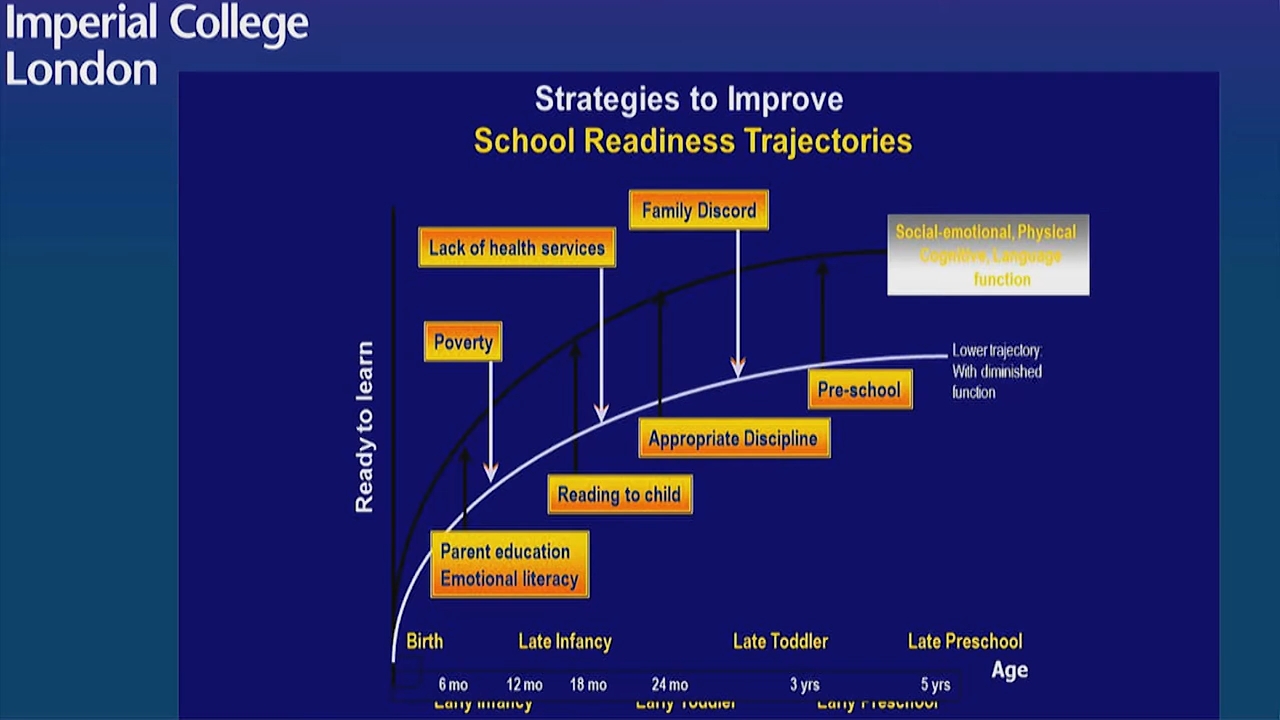 Imperial College
London
Strategies to Improve
School Readiness Trajectories
Family Discord
Lack of health services
Social-emotional, Physical
Cognitive, Language
function
Poverty
Ready to learn
Lower trajectory:
With diminished
function
Pre-school
Appropriate Discipline
Reading to child
Parent education
Emotional literacy
Birth Late Infancy Late Toddler Late Preschool
Age
6 mo 12 mo 18 mo 24 mo 3 yrs 5 yrs
Early Infancy Early Toddler Early Preschool